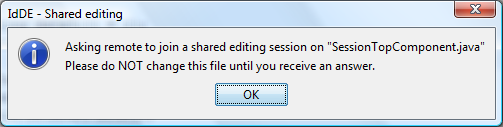 IdDE - Shared editing
Asking remote to join a shared editing session on "SessionTopComponent.java"
Please do NOT change this file until you receive an answer.
OK